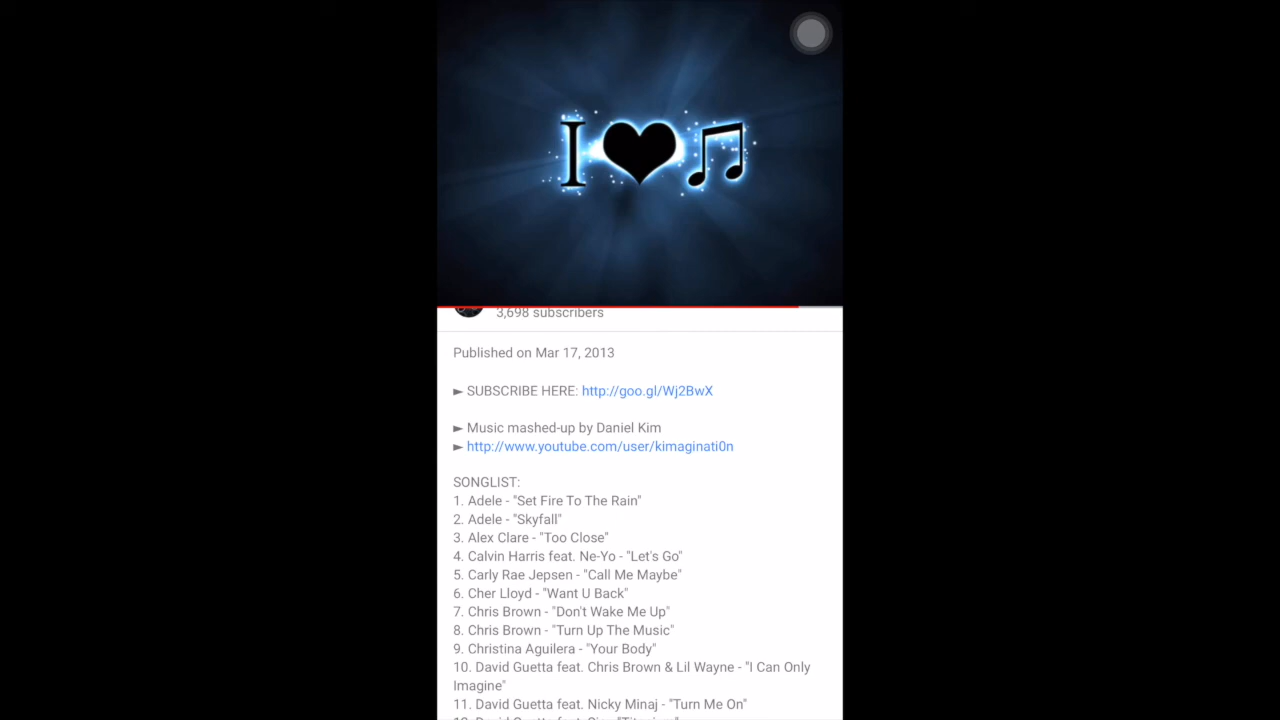 I
3,698 subscribers
Published on Mar 17, 2013
► SUBSCRIBE HERE: http://goo.gl/Wj2BwX
► Music mashed-up by Daniel Kim
► http://www.youtube.com/user/kimaginati0n
SONGLIST:
1. Adele - "Set Fire To The Rain"
2. Adele - "Skyfall"
3. Alex Clare - "Too Close"
4. Calvin Harris feat. Ne-Yo - "Let's Go"
5. Carly Rae Jepsen - "Call Me Maybe"
6. Cher Lloyd - "Want U Back"
7. Chris Brown - "Don't Wake Me Up"
8. Chris Brown - "Turn Up The Music"
9. Christina Aguilera - "Your Body"
10. David Guetta feat. Chris Brown & Lil Wayne - "I Can Only
Imagine"
11. David Guetta feat. Nicky Minaj - "Turn Me On"